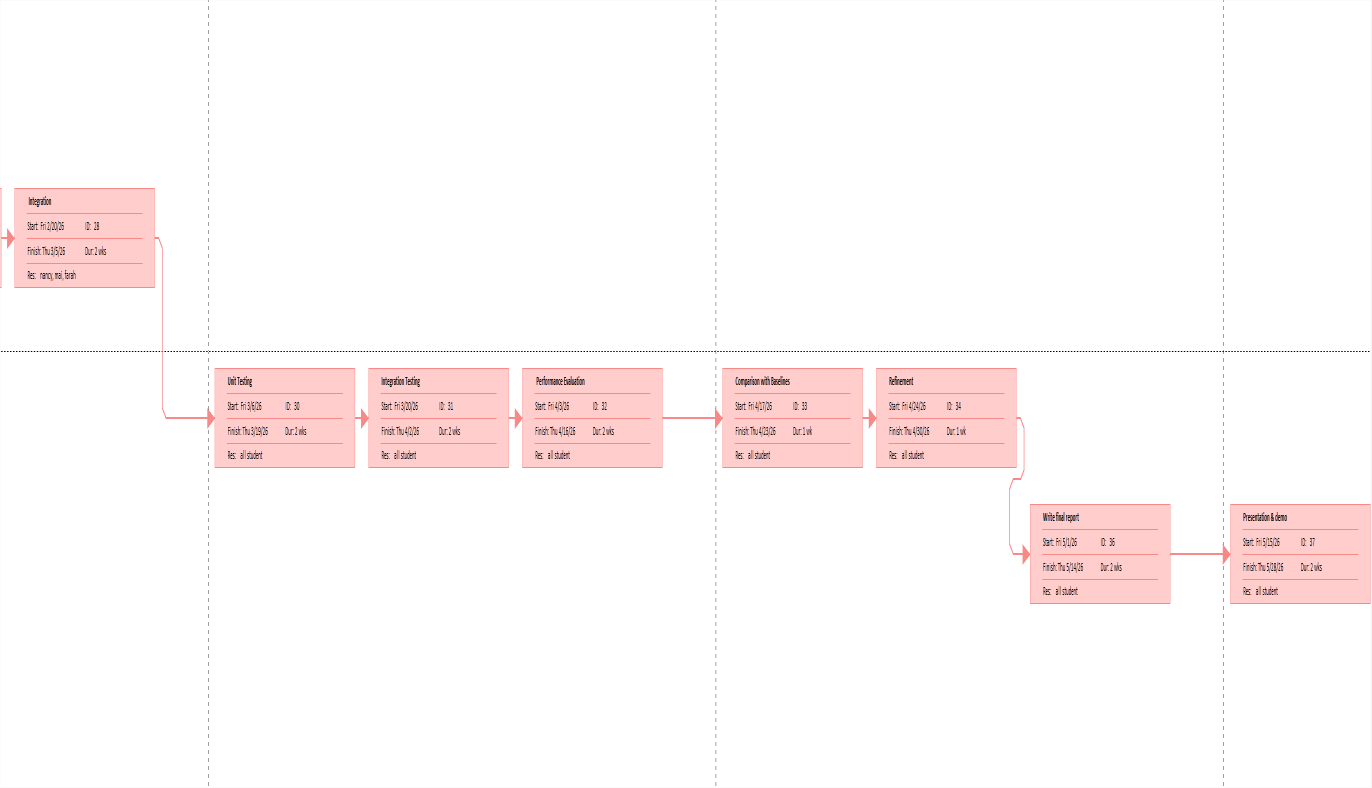 Integration
Start: Fri 2/20/26 ID: 28
Finish: Thu 3/5/26 Dur: 2 wks
Res: nancy, mai, farah
Unit Testing
Start: Fri 3/6/26 ID: 30
Finish: Thu 3/19/26 Dur: 2 wks
Res: all student
Integration Testing
Start: Fri 3/20/26 ID: 31
Finish: Thu 4/2/26 Dur: 2 wks
Res: all student
Performance Evaluation
Start: Fri 4/3/26 ID: 32
Finish: Thu 4/16/26 Dur: 2 wks
Res: all student
Comparison with Baselines
Start: Fri 4/17/26 ID: 33
Finish: Thu 4/23/26 Dur: 1 wk
Res: all student
Refinement
Start: Fri 4/24/26 ID: 34
Finish: Thu 4/30/26 Dur: 1 wk
Res: all student
Write final report
Start: Fri 5/1/26 ID: 36
Finish: Thu 5/14/26 Dur: 2 wks
Res: all student
Presentation & demo
Start: Fri 5/15/26 ID: 37
Finish: Thu 5/28/26 Dur: 2 wks
Res: all student